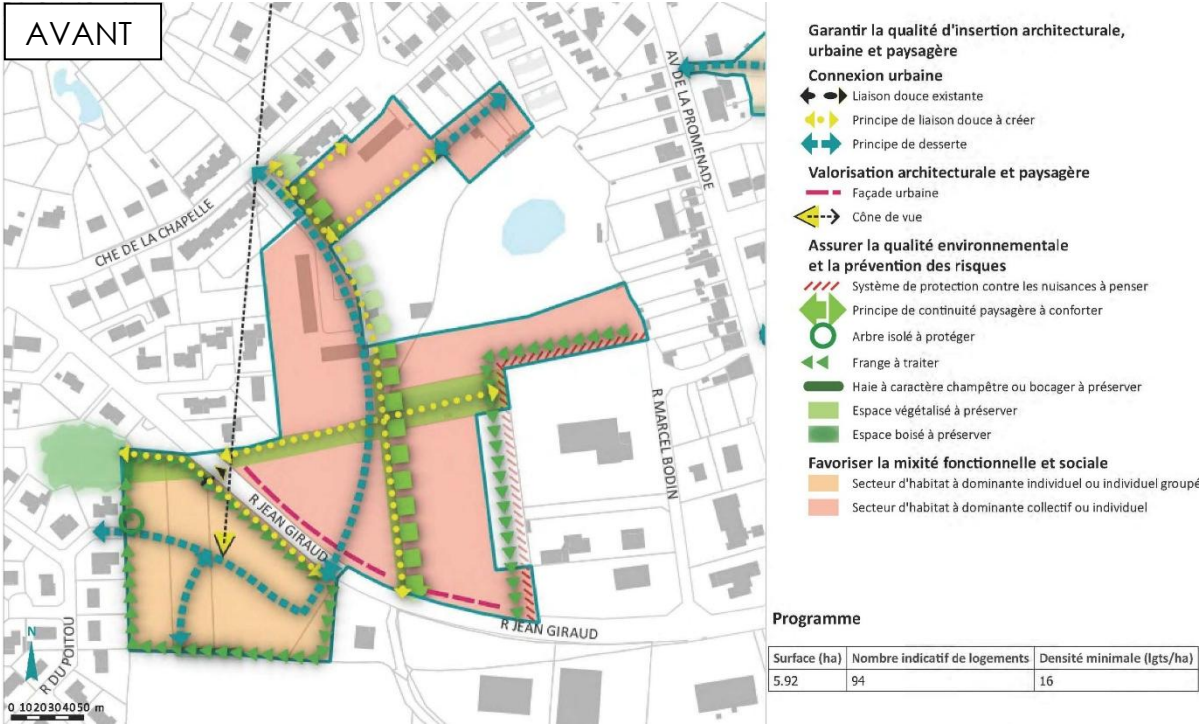 AVANT
AV DE LA PROMENADE
CHE DE LA CHAPELLE
R MARCEL BODIN
R JEAN GIRAUD
R JEAN GIRAUD
R DU POITOU
N
0 1020304050 m
Garantir la qualité d'insertion architecturale,
urbaine et paysagère
Connexion urbaine
Liaison douce existante
Principe de liaison douce à créer
Principe de desserte
Valorisation architecturale et paysagère
Façade urbaine
Cône de vue
Assurer la qualité environnementale
et la prévention des risques
Système de protection contre les nuisances à penser
Principe de continuité paysagère à conforter
Arbre isolé à protéger
Frange à traiter
Haie à caractère champêtre ou bocager à préserver
Espace végétalisé à préserver
Espace boisé à préserver
Favoriser la mixité fonctionnelle et sociale
Secteur d'habitat à dominante individuel ou individuel groupé
Secteur d'habitat à dominante collectif ou individuel
Programme
Surface (ha) Nombre indicatif de logements Densité minimale (lgts/ha)
5.92 94 16